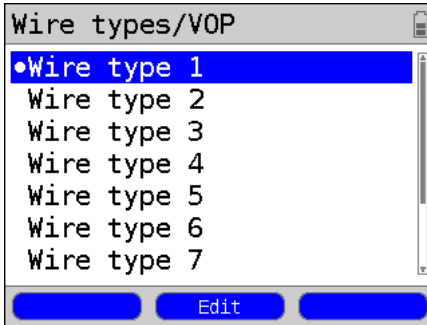 Wire types/VOP
•Wire type 1
Wire type 2
Wire type 3
Wire type 4
Wire type 5
Wire type 6
Wire type 7
Edit